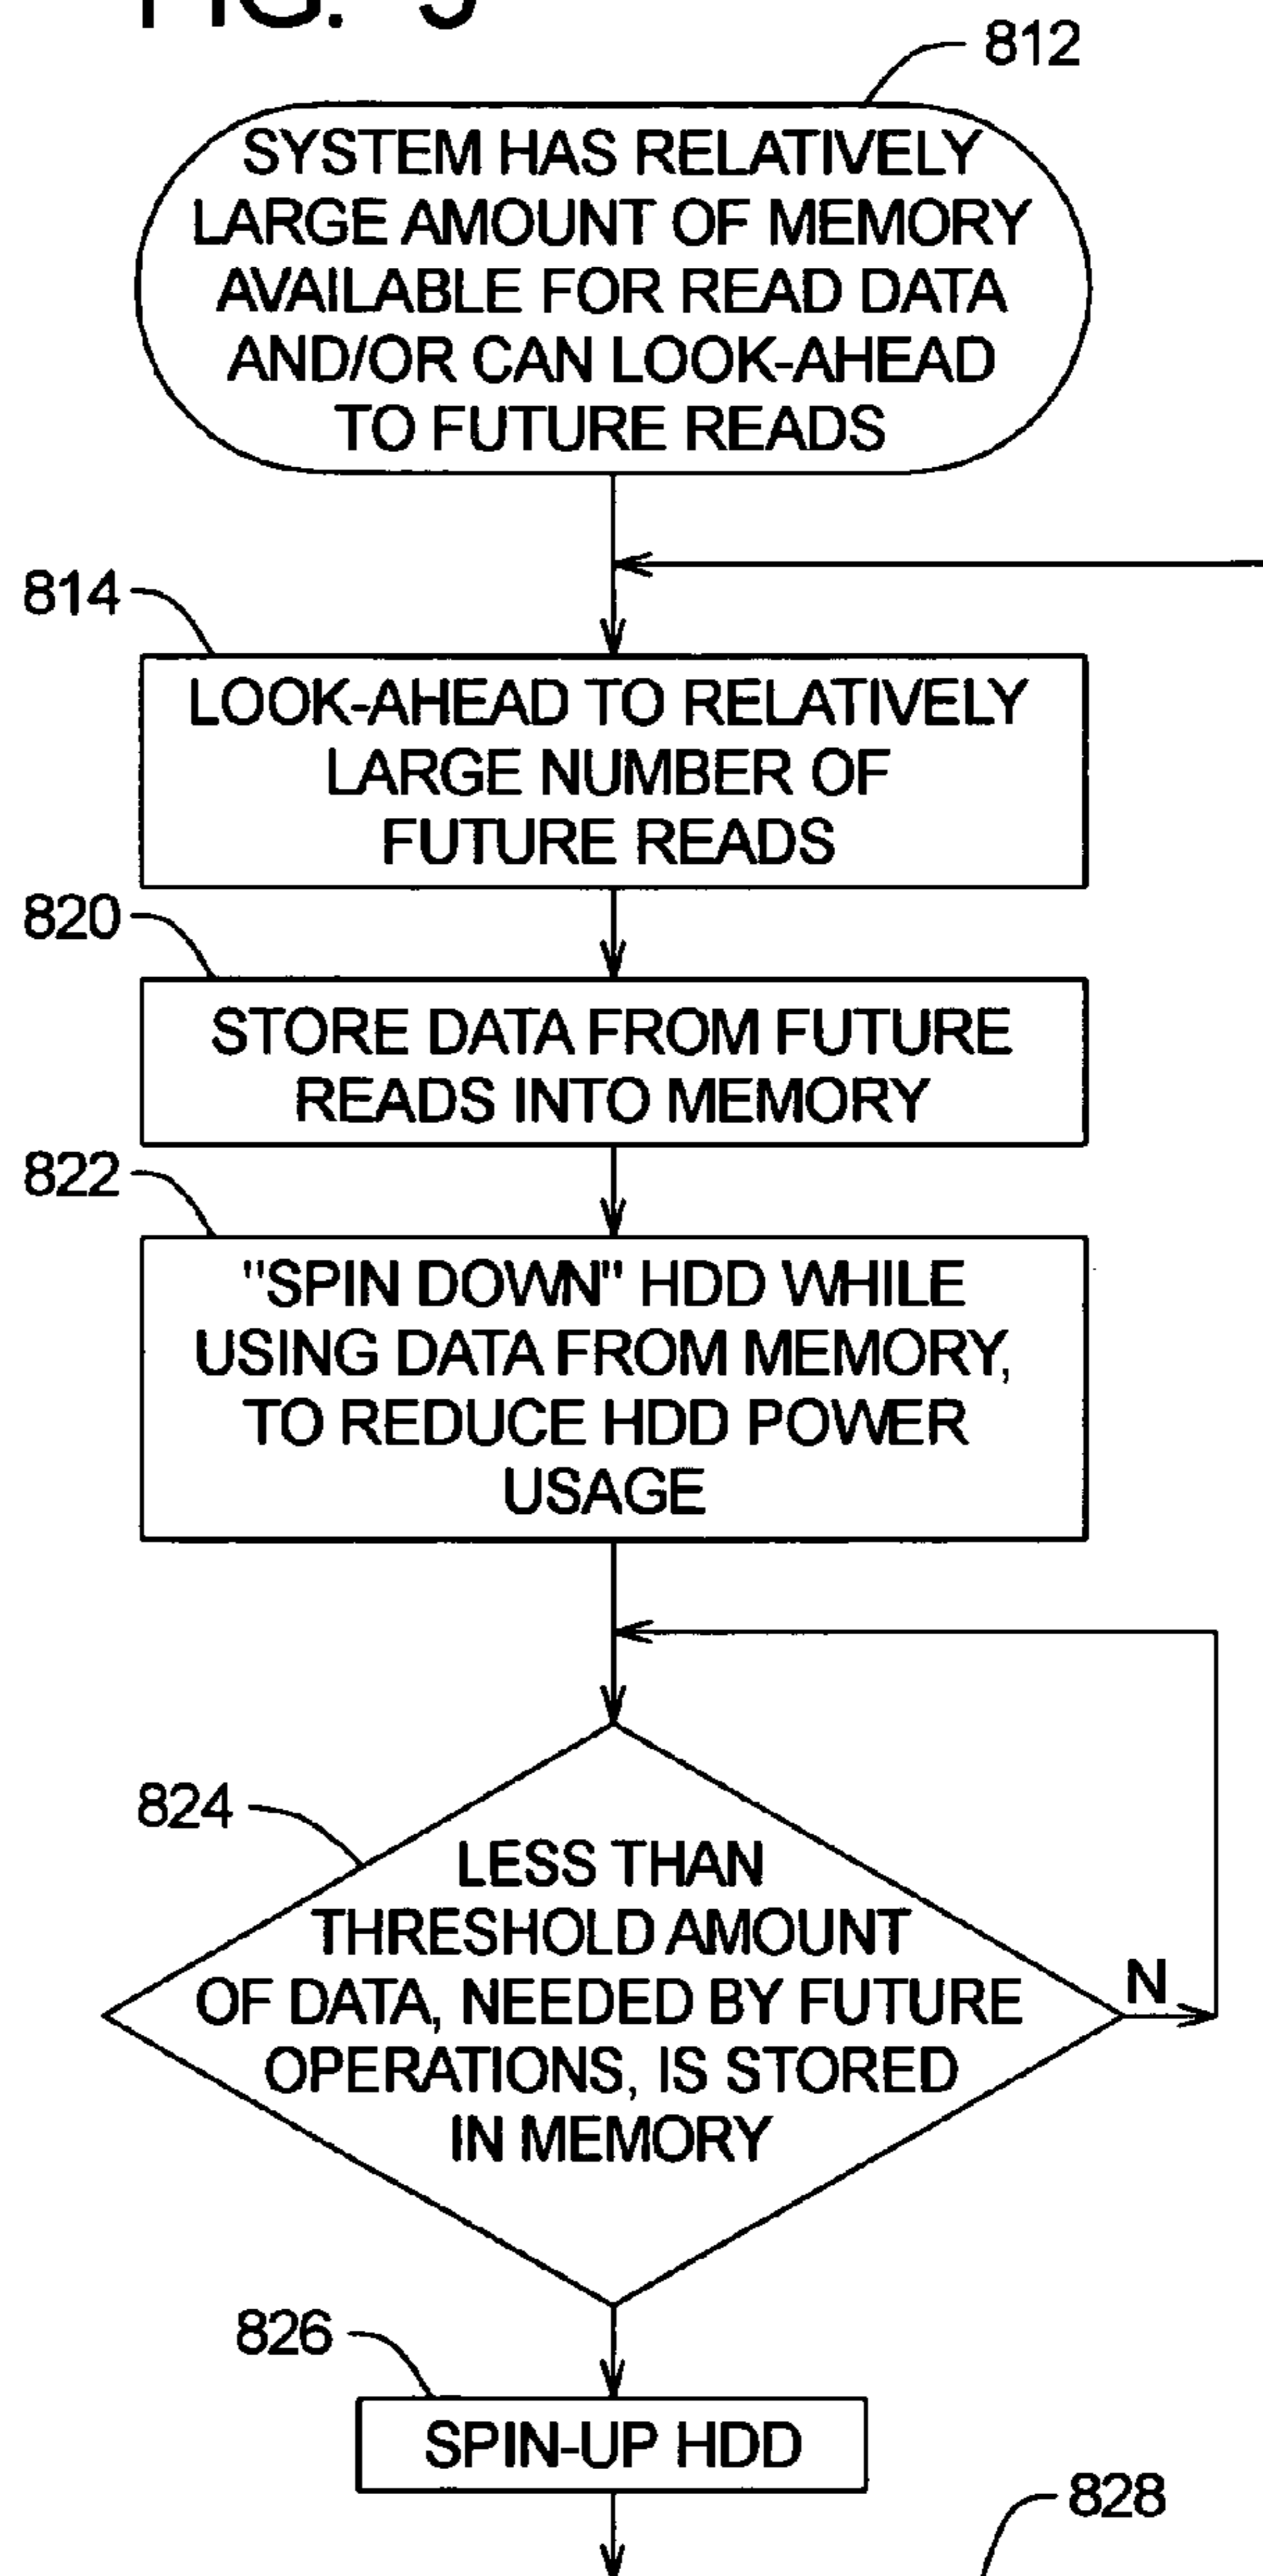 FIG. 9
812
SYSTEM HAS RELATIVELY
LARGE AMOUNT OF MEMORY
AVAILABLE FOR READ DATA
AND/OR CAN LOOK-AHEAD
TO FUTURE READS
814
LOOK-AHEAD TO RELATIVELY
LARGE NUMBER OF
FUTURE READS
820
STORE DATA FROM FUTURE
READS INTO MEMORY
822
"SPIN DOWN" HDD WHILE
USING DATA FROM MEMORY,
TO REDUCE HDD POWER
USAGE
824
LESS THAN
THRESHOLD AMOUNT
OF DATA, NEEDED BY FUTURE
OPERATIONS, IS STORED
IN MEMORY
N
826
SPIN-UP HDD
828